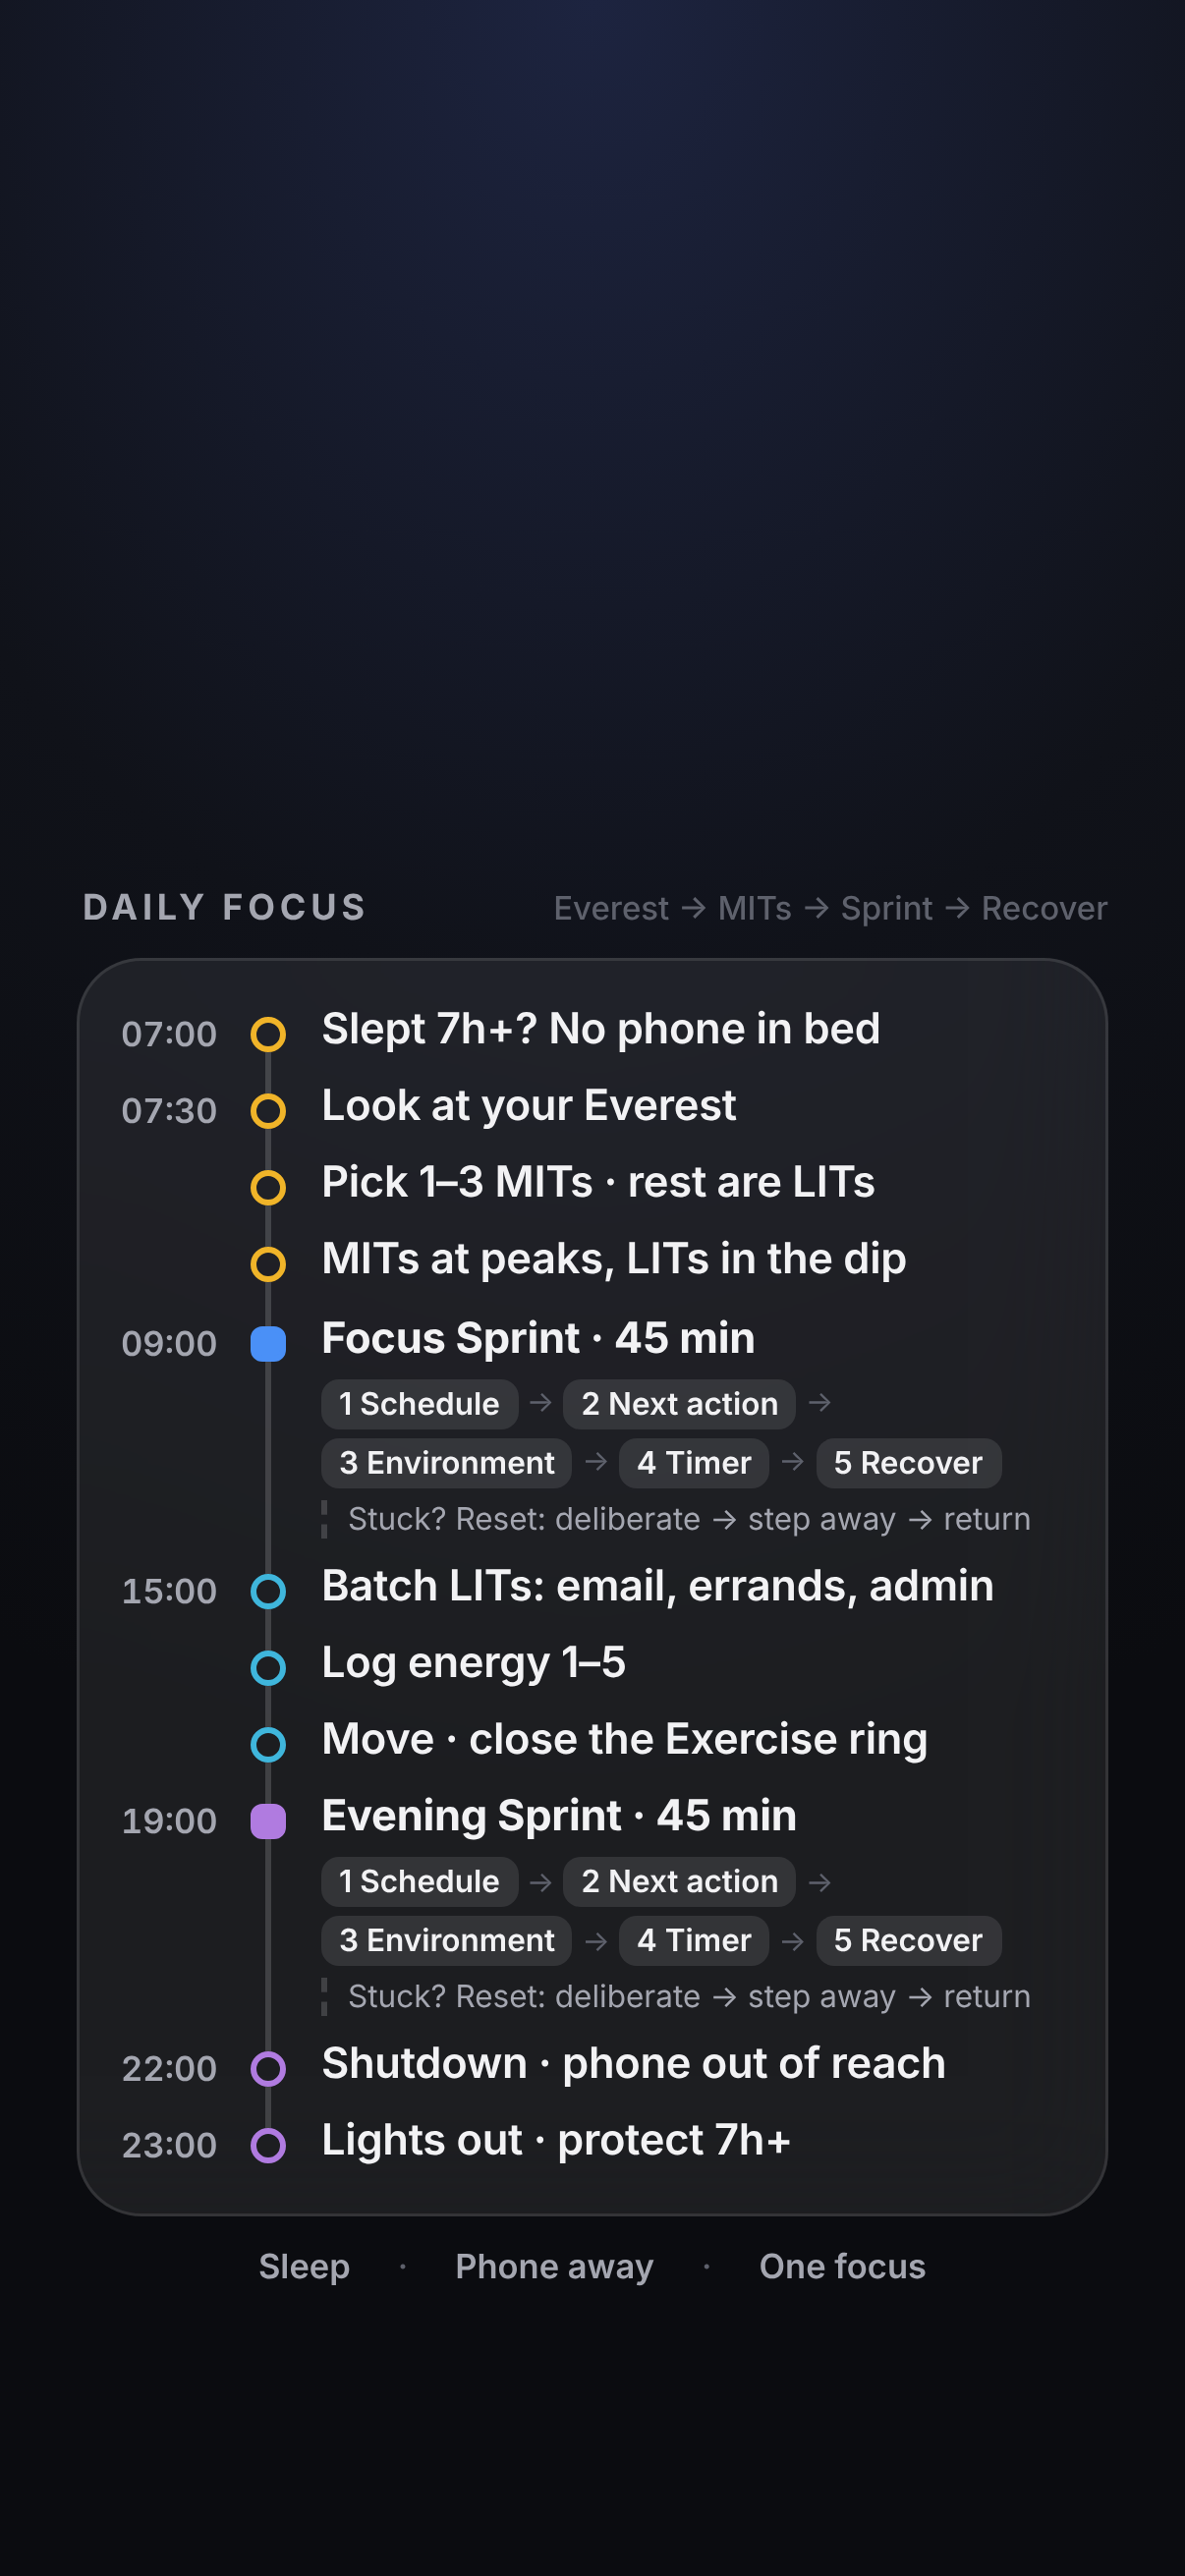 DAILY FOCUS
Everest → MITs → Sprint → Recover
07:00 Slept 7h+? No phone in bed
07:30 Look at your Everest
Pick 1–3 MITs · rest are LITs
MITs at peaks, LITs in the dip
09:00 Focus Sprint · 45 min
1 Schedule → 2 Next action →
3 Environment → 4 Timer → 5 Recover
Stuck? Reset: deliberate → step away → return
15:00 Batch LITs: email, errands, admin
Log energy 1–5
Move · close the Exercise ring
19:00 Evening Sprint · 45 min
1 Schedule → 2 Next action →
3 Environment → 4 Timer → 5 Recover
Stuck? Reset: deliberate → step away → return
22:00 Shutdown · phone out of reach
23:00 Lights out · protect 7h+
Sleep · Phone away · One focus